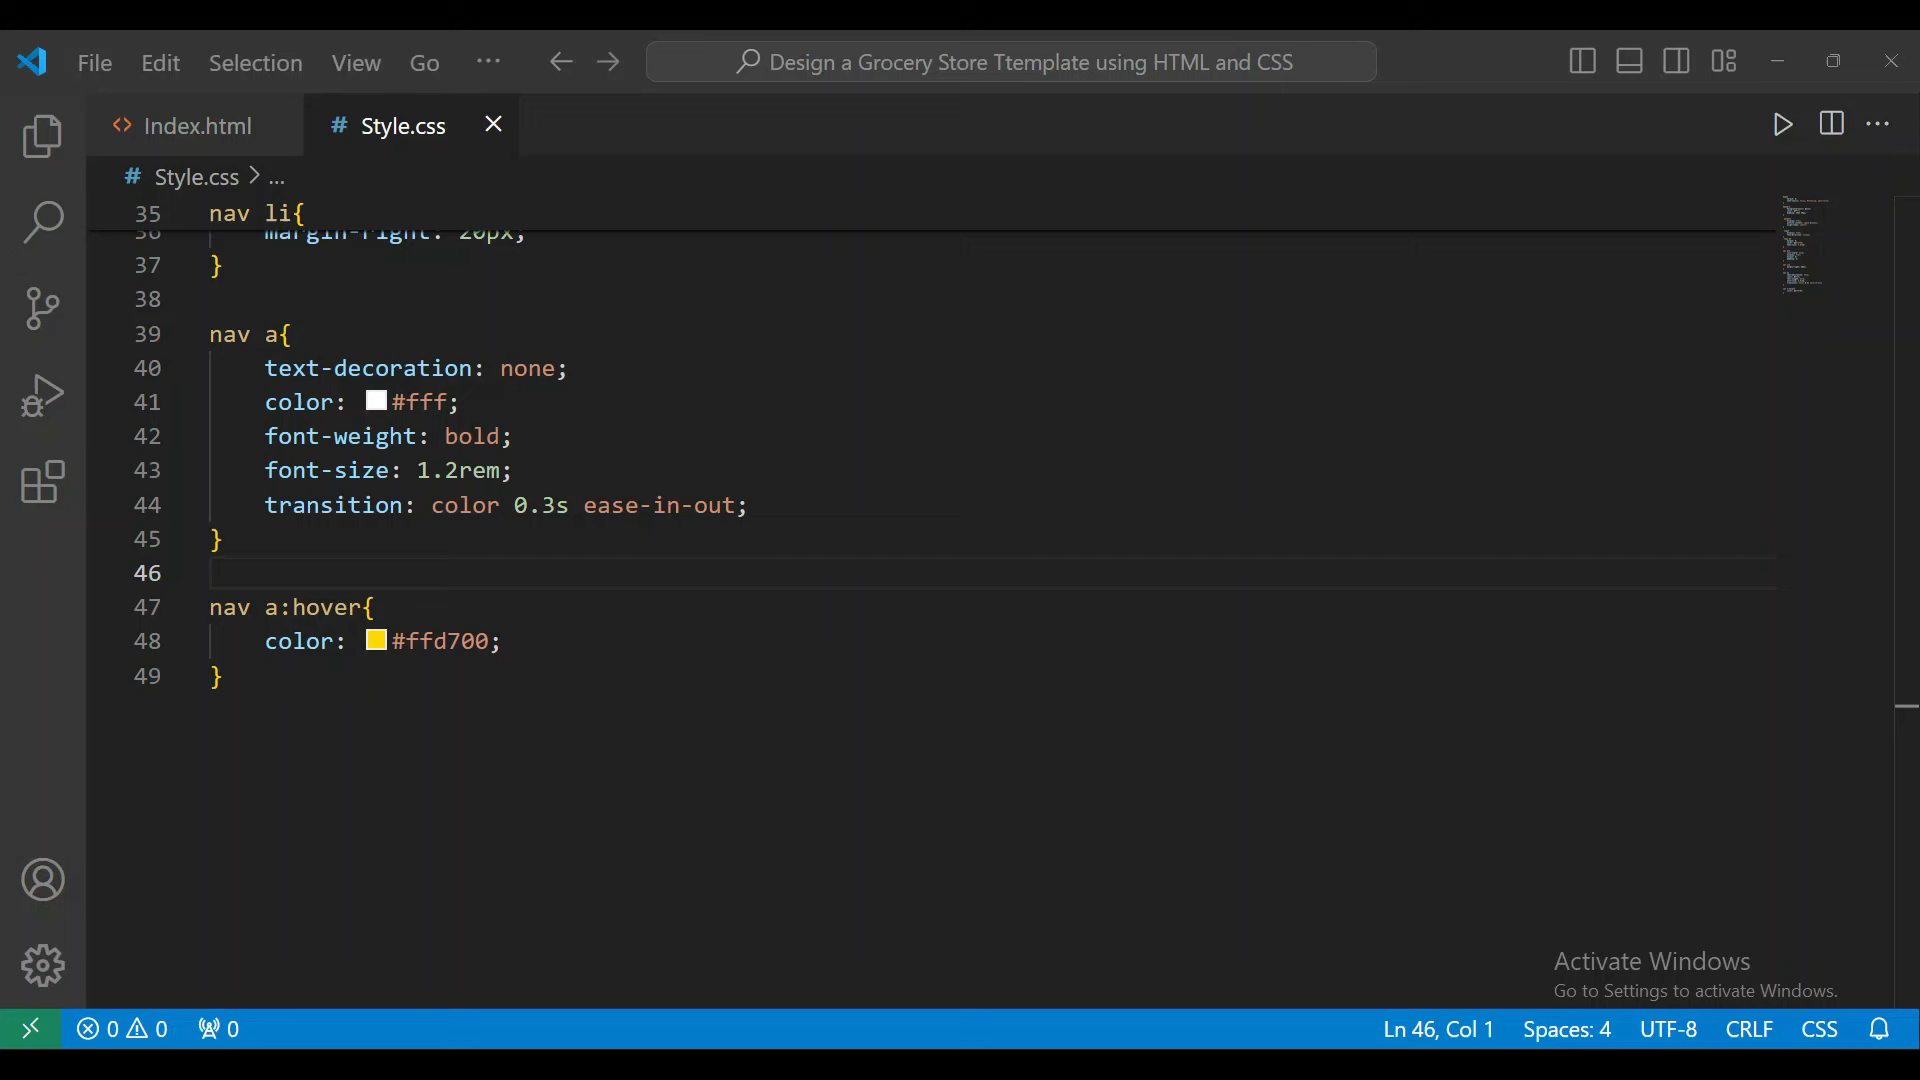 File Edit Selection View Go ··· Design a Grocery Store Ttemplate using HTML and CSS
<> Index.html # Style.css
# Style.css > ...
35 nav li{
36 margin-right: 20px;
37 }
38
39 nav a{
40 text-decoration: none;
41 color: #fff;
42 font-weight: bold;
43 font-size: 1.2rem;
44 transition: color 0.3s ease-in-out;
45 }
46
47 nav a:hover{
48 color: #ffd700;
49 }
Activate Windows
Go to Settings to activate Windows.
0 0 0 Ln 46, Col 1 Spaces: 4 UTF-8 CRLF CSS